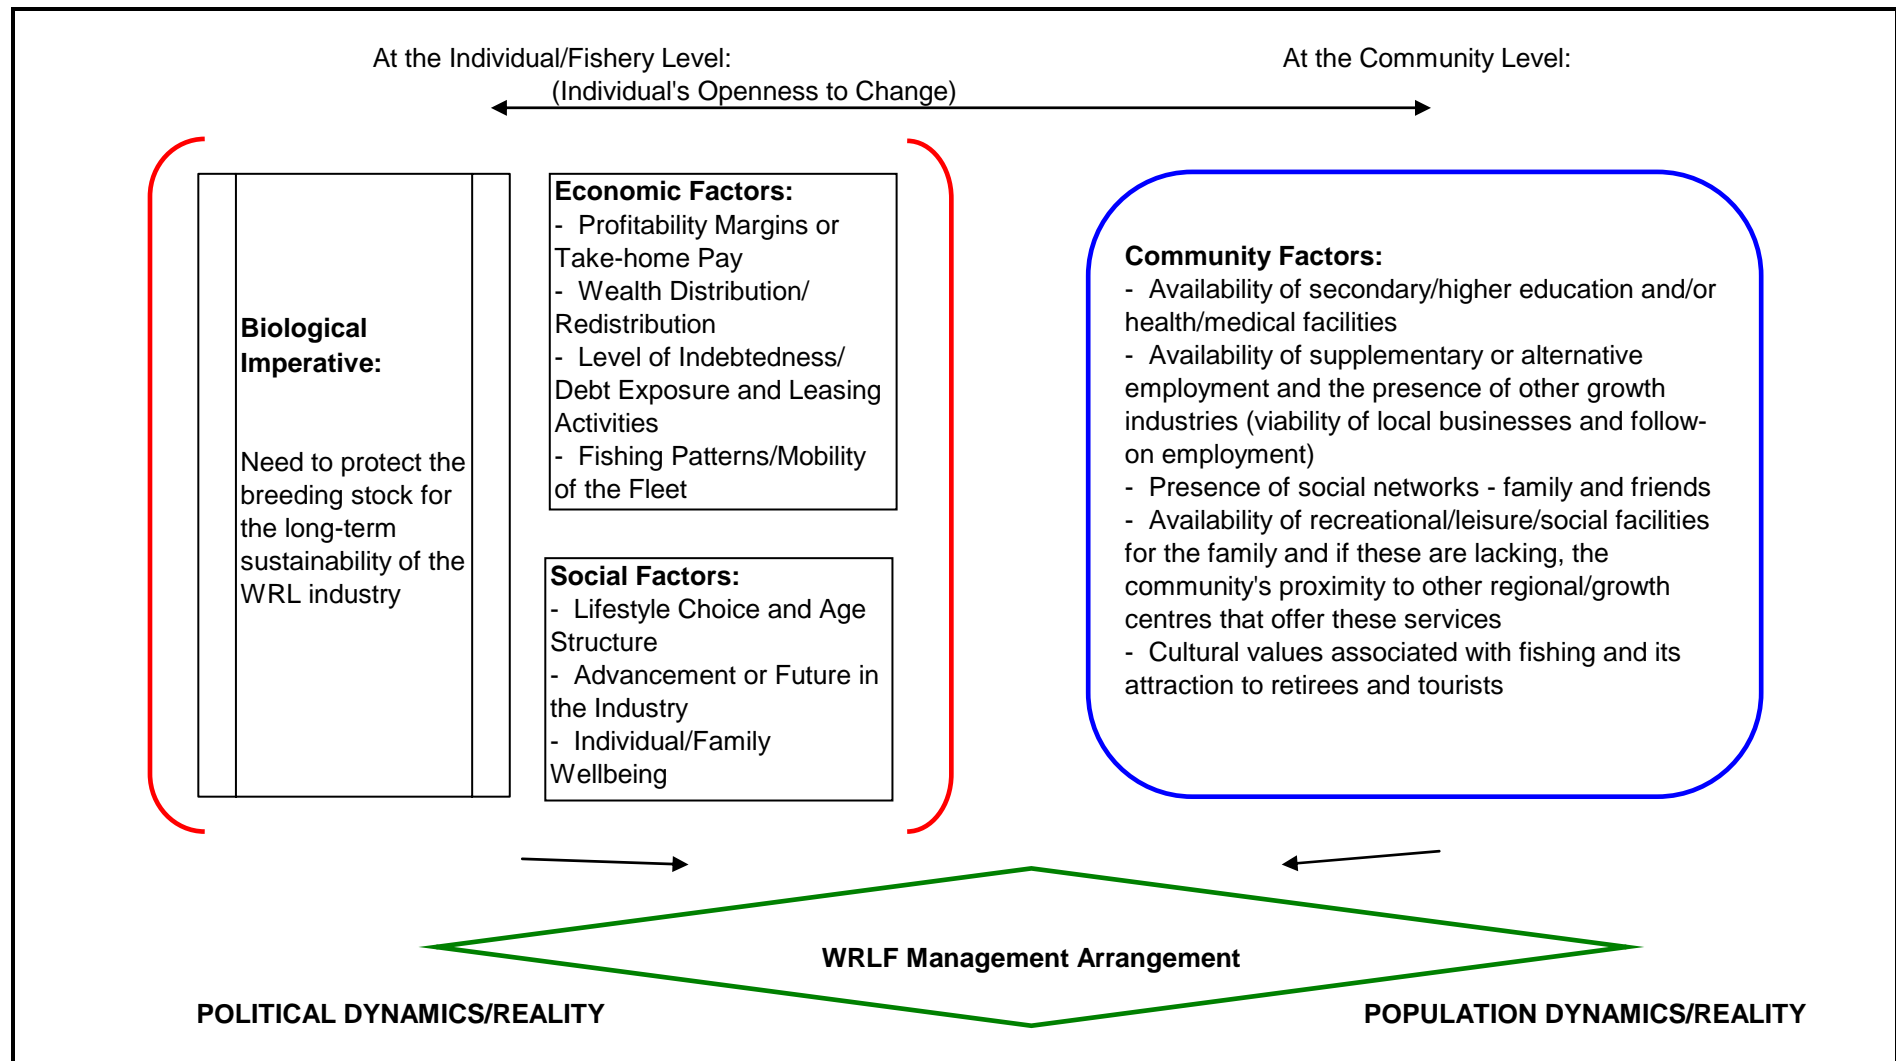 At the Individual/Fishery Level:
At the Community Level:
(Individual's Openness to Change)
Biological
Imperative:
Need to protect the
breeding stock for
the long-term
sustainability of the
WRL industry
Economic Factors:
- Profitability Margins or
Take-home Pay
- Wealth Distribution/
Redistribution
- Level of Indebtedness/
Debt Exposure and Leasing
Activities
- Fishing Patterns/Mobility
of the Fleet
Social Factors:
- Lifestyle Choice and Age
Structure
- Advancement or Future in
the Industry
- Individual/Family
Wellbeing
Community Factors:
- Availability of secondary/higher education and/or
health/medical facilities
- Availability of supplementary or alternative
employment and the presence of other growth
industries (viability of local businesses and follow-
on employment)
- Presence of social networks - family and friends
- Availability of recreational/leisure/social facilities
for the family and if these are lacking, the
community's proximity to other regional/growth
centres that offer these services
- Cultural values associated with fishing and its
attraction to retirees and tourists
WRLF Management Arrangement
POLITICAL DYNAMICS/REALITY
POPULATION DYNAMICS/REALITY